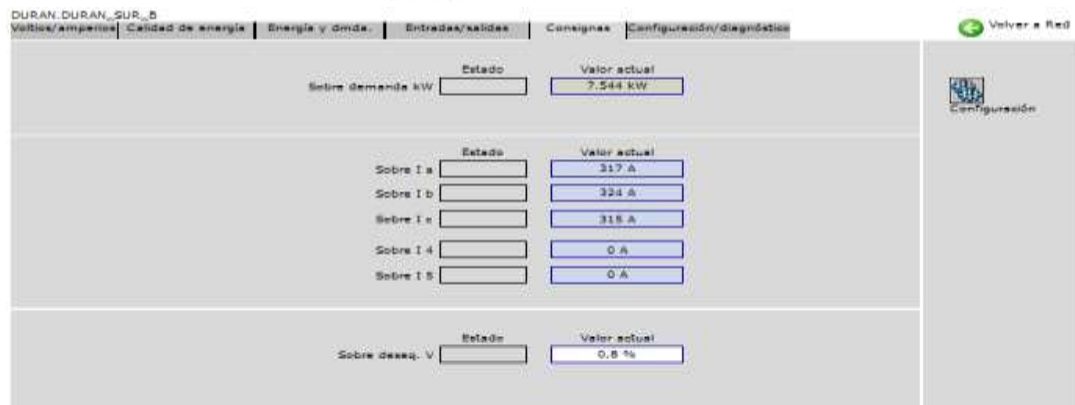 DURAN.DURAN_SUR_B
Voltios/amperios Calidad de energía Energía y dmda. Entradas/salidas Consignas Configuración/diagnóstico
Volver a Red
Estado Valor actual
Sobre demanda kW 7.544 kW
Configuración
Estado Valor actual
Sobre I a 317 A
Sobre I b 324 A
Sobre I c 315 A
Sobre I 4 0 A
Sobre I 5 0 A
Estado Valor actual
Sobre deseq. V 0.8 %